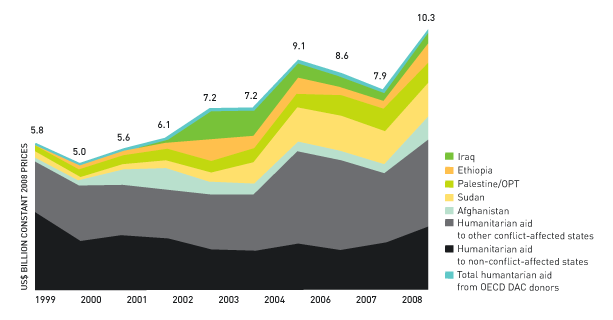 10.3
9.1
8.6
7.9
7.2
7.2
6.1
5.8
5.6
5.0
US$ BILLION CONSTANT 2008 PRICES
1999 2000 2001 2002 2003 2004 2006 2006 2007 2008
Iraq
Ethiopia
Palestine/OPT
Sudan
Afghanistan
Humanitarian aid
to other conflict-affected states
Humanitarian aid
to non-conflict-affected states
Total humantarian aid
from OECD DAC donors